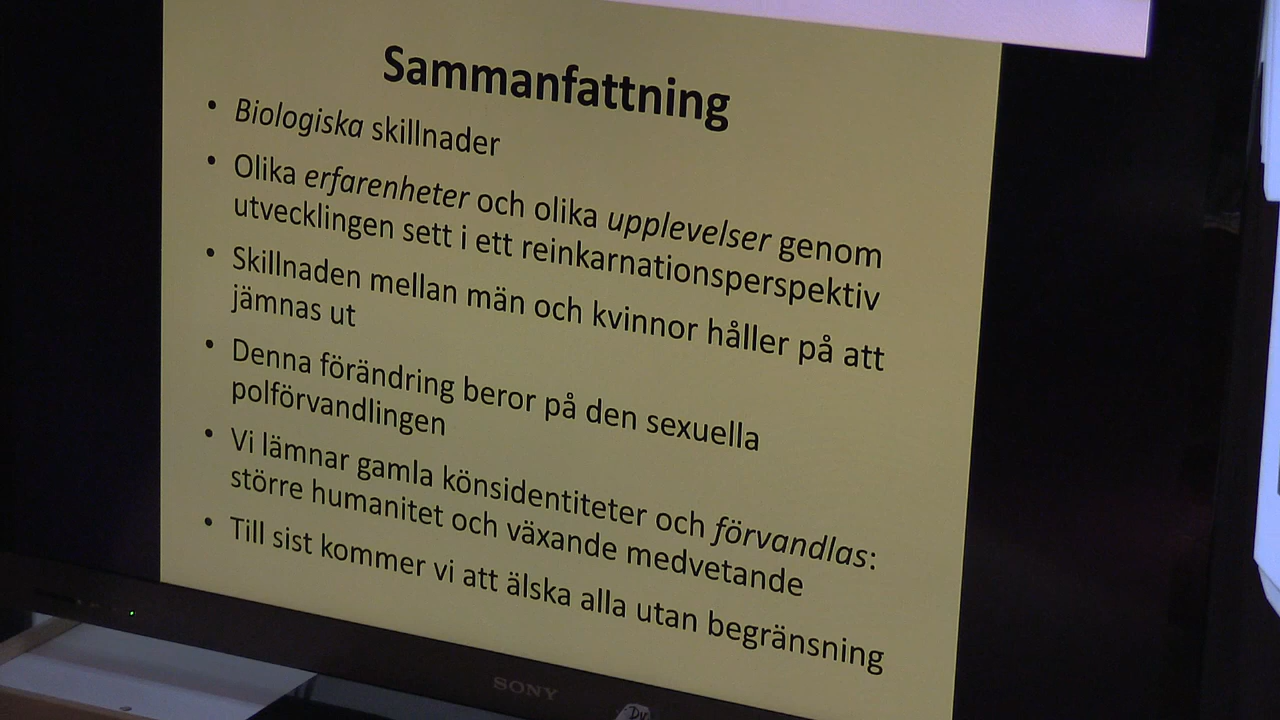 Sammanfattning
• Biologiska skillnader
• Olika erfarenheter och olika upplevelser genom
utvecklingen sett i ett reinkarnationsperspektiv
• Skillnaden mellan män och kvinnor håller på att
jämnas ut
• Denna förändring beror på den sexuella
polförvandlingen
• Vi lämnar gamla könsidentiteter och förvandlas:
större humanitet och växande medvetande
• Till sist kommer vi att älska alla utan begränsning
SONY